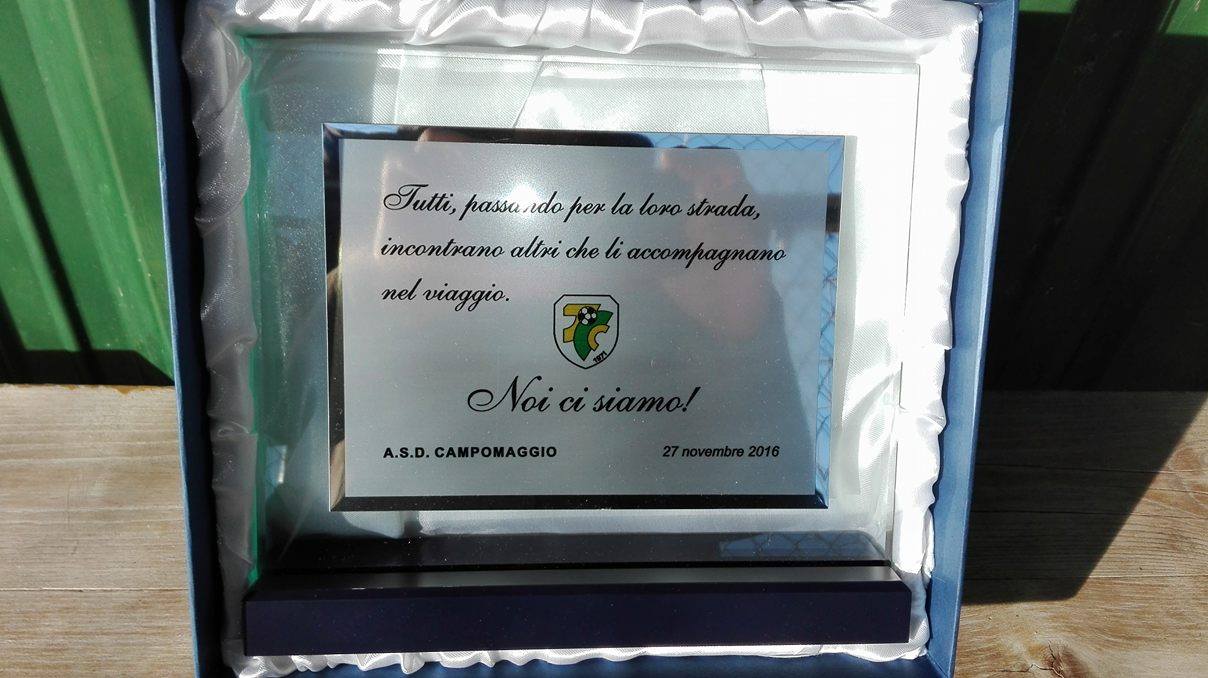 Tutti, passando per la loro strada,
incontrano altri che li accompagnano
nel viaggio.
1971
Noi ci siamo!
A.S.D. CAMPOMAGGIO 27 novembre 2016